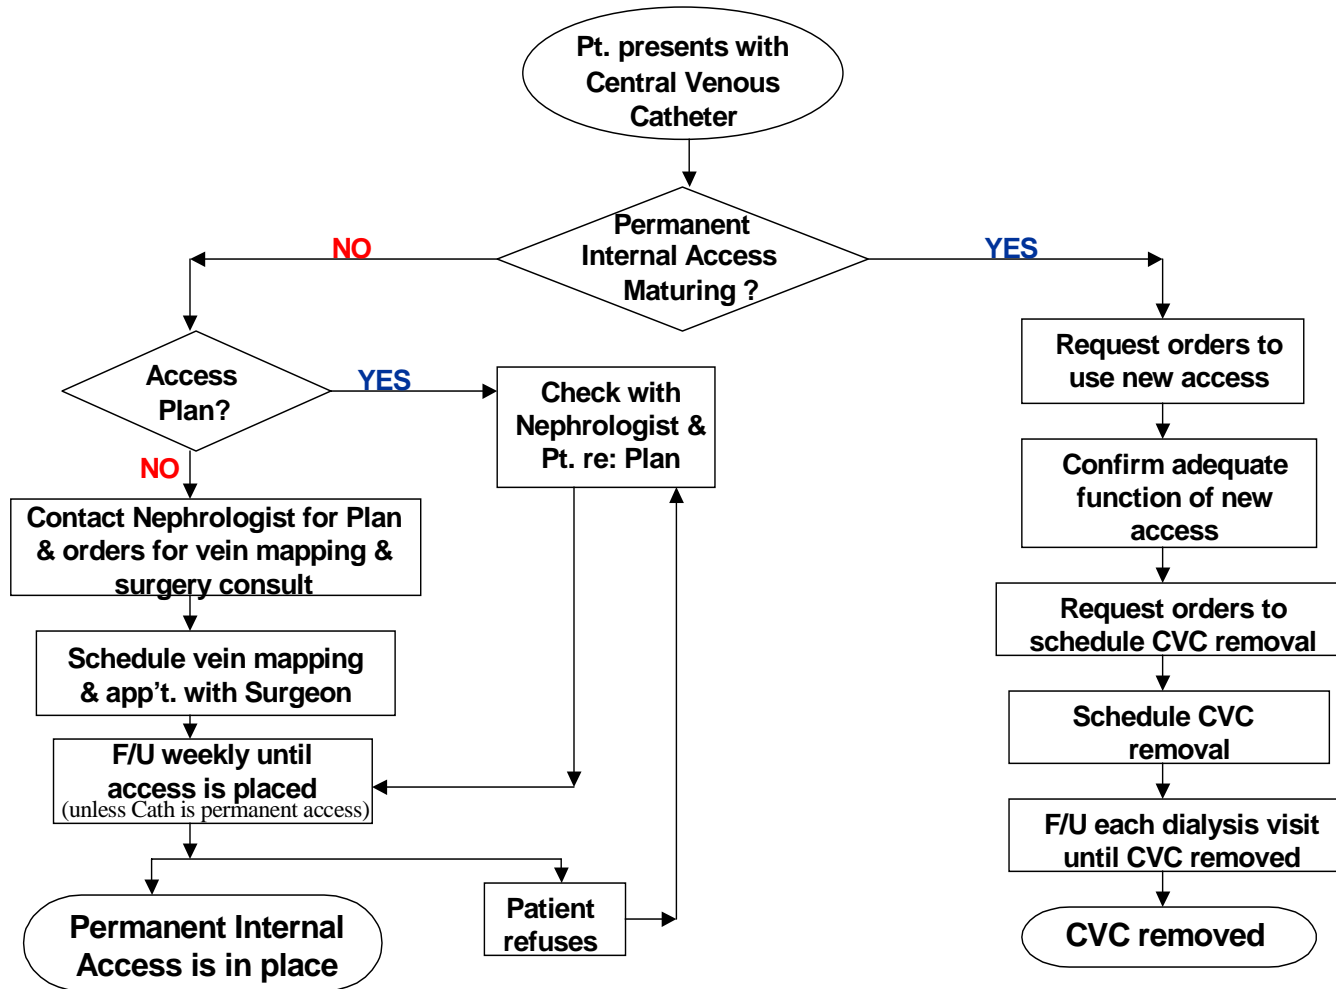 Pt. presents with
Central Venous
Catheter
Permanent
Internal Access
Maturing ?
NO
YES
Access
Plan?
YES
NO
Check with
Nephrologist &
Pt. re: Plan
Contact Nephrologist for Plan
& orders for vein mapping &
surgery consult
Schedule vein mapping
& app't. with Surgeon
F/U weekly until
access is placed
(unless Cath is permanent access)
Patient
refuses
Permanent Internal
Access is in place
Request orders to
use new access
Confirm adequate
function of new
access
Request orders to
schedule CVC removal
Schedule CVC
removal
F/U each dialysis visit
until CVC removed
CVC removed